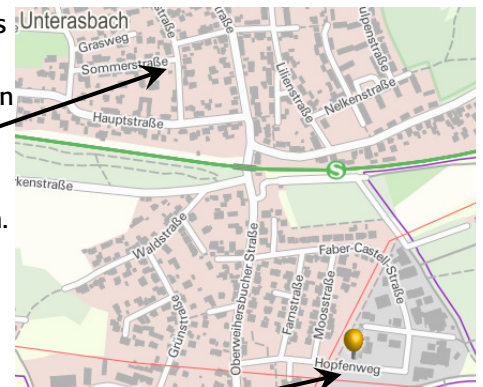 s
Unterasbach
Grasweg
Sommerstraße
n
Hauptstraße
Lilienstraße
Nelkenstraße
S
rkenstraße
n.
Waldstraße
Grünstraße
Oberweihersbucher Straße
Faber-Castell-Straße
Farnstraße
Moosstraße
Hopfenweg